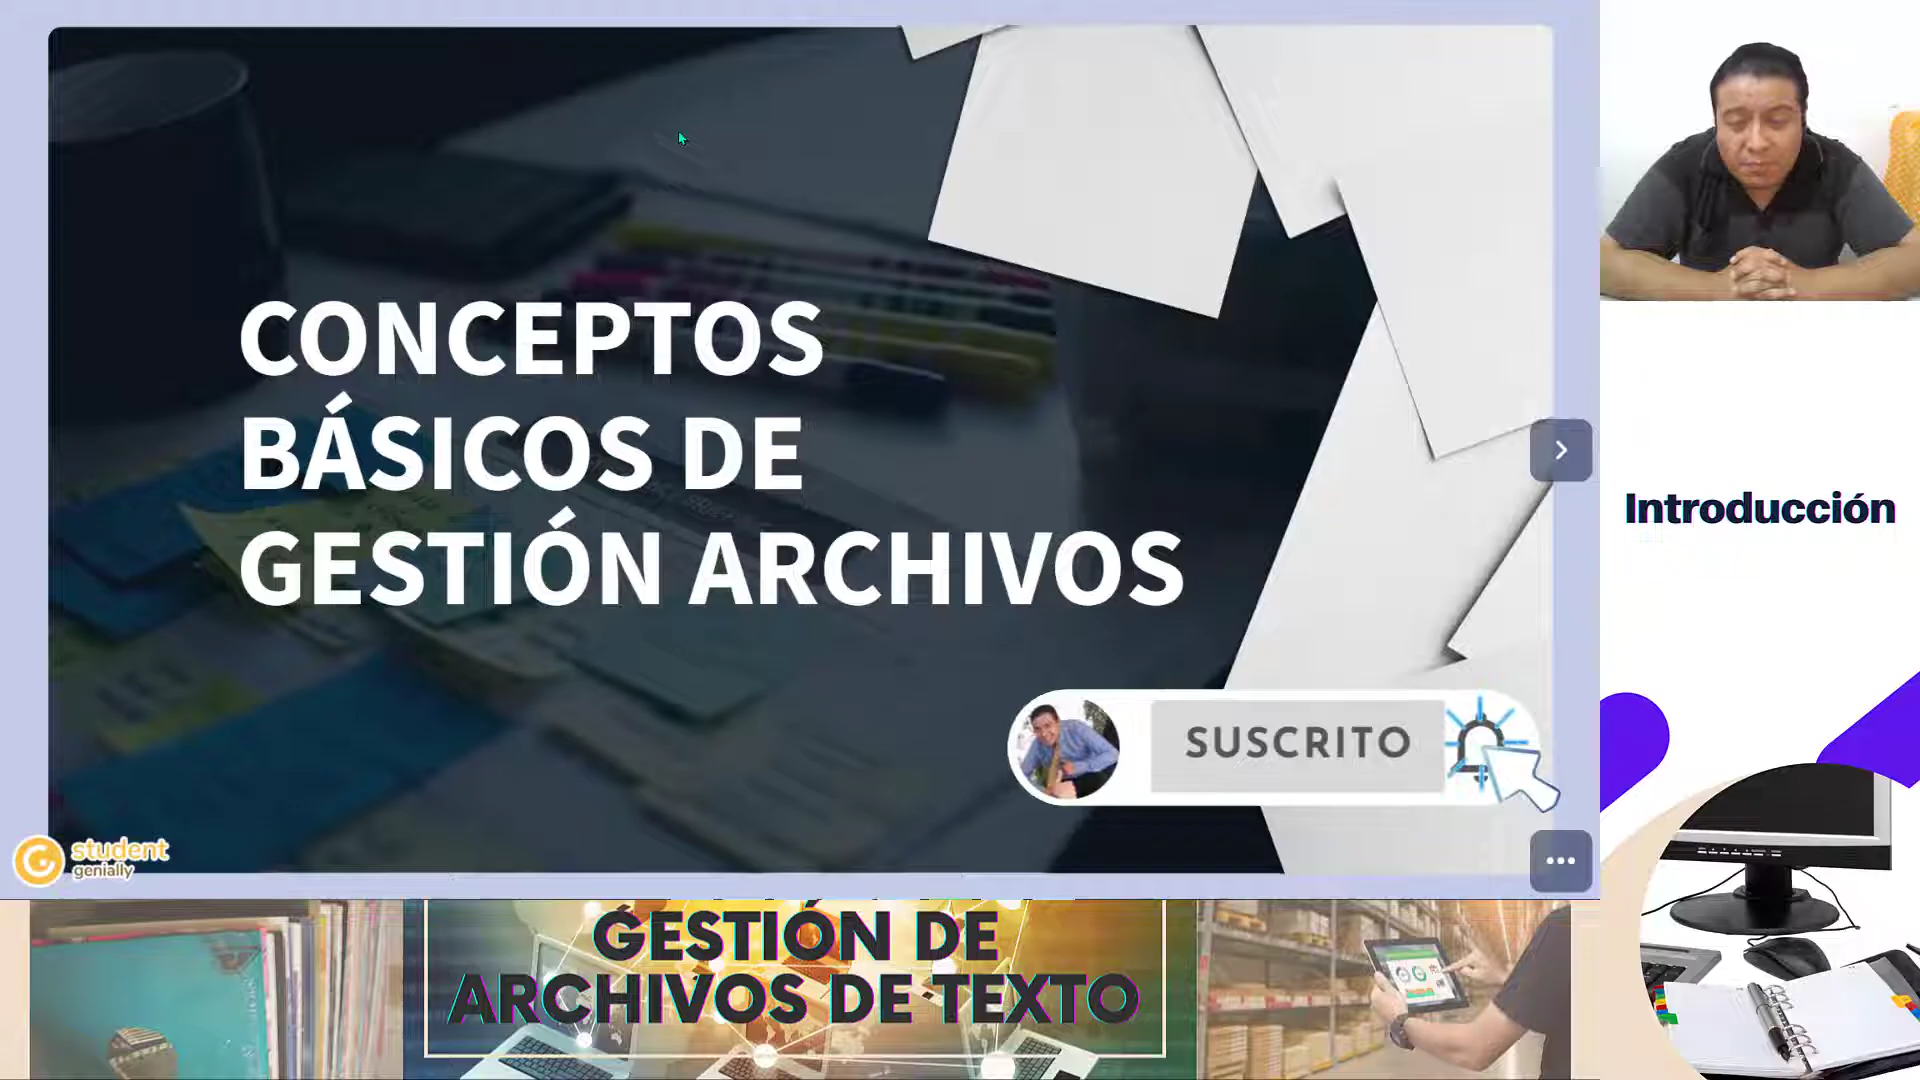 CONCEPTOS
BÁSICOS DE
GESTIÓN ARCHIVOS
SUSCRITO
student
genially
Introducción
GESTIÓN DE
ARCHIVOS DE TEXTO